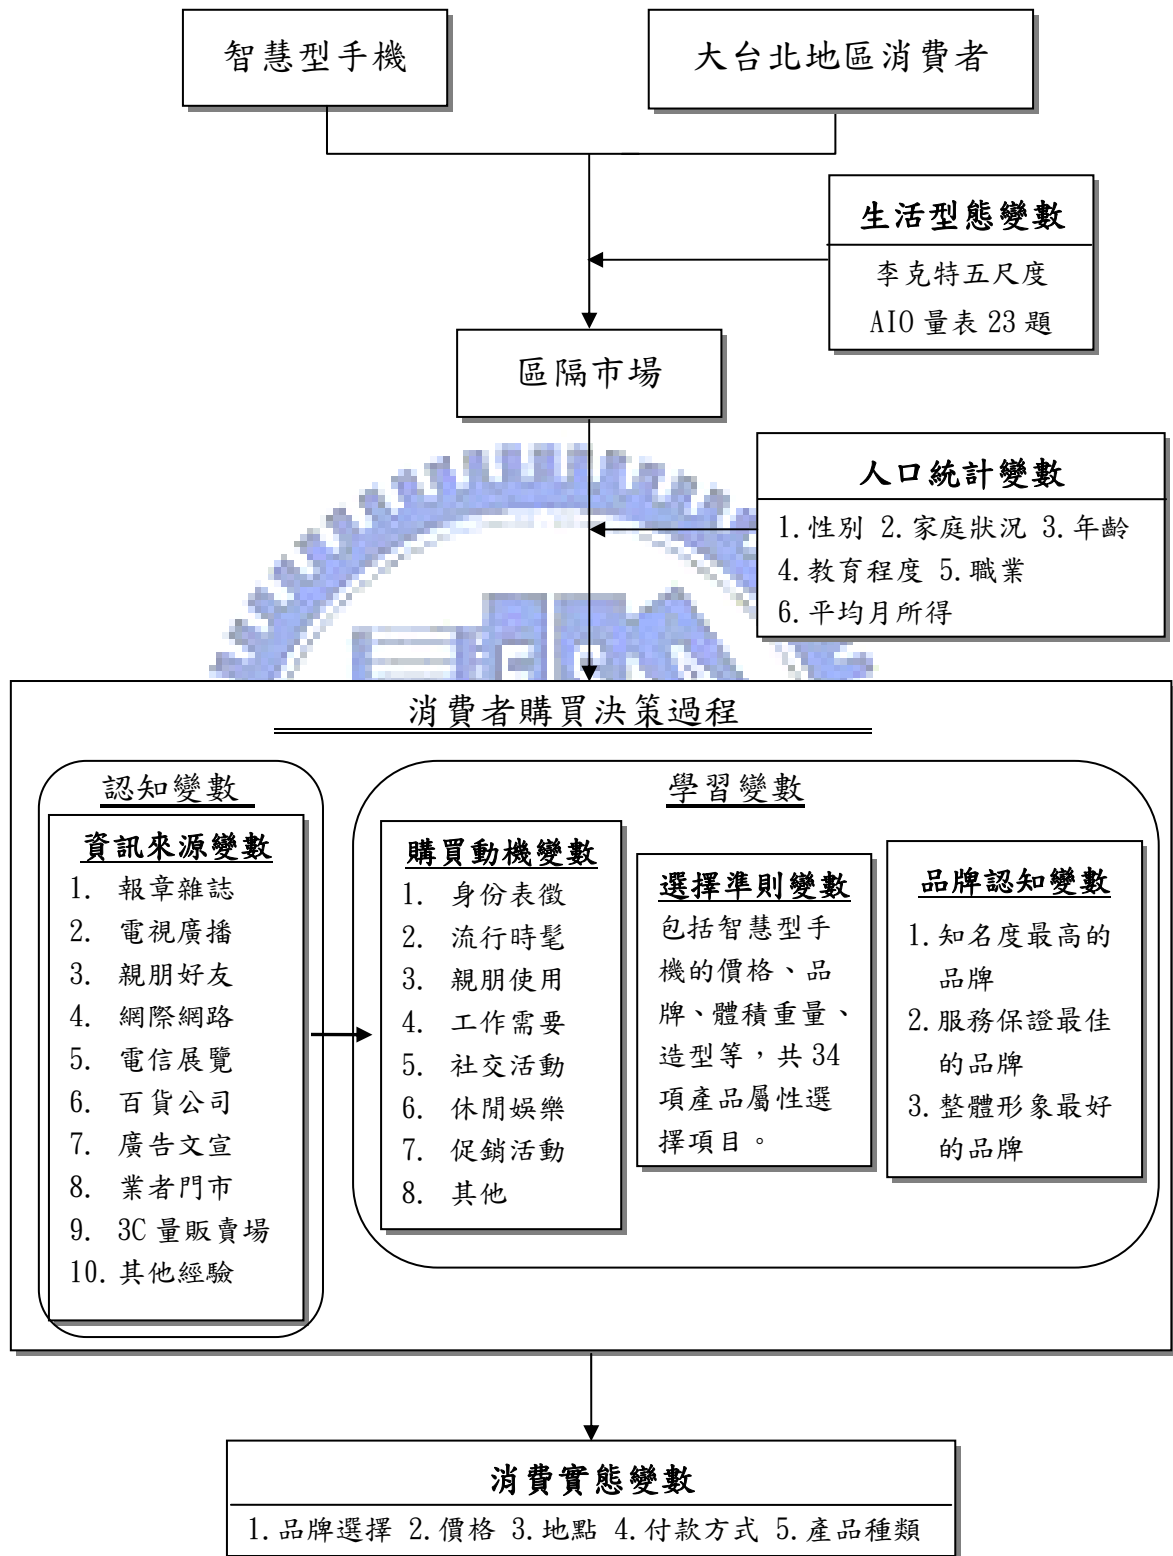 智慧型手機
大台北地區消費者
生活型態變數
李克特五尺度
AIO 量表 23 題
區隔市場
人口統計變數
1.性別 2.家庭狀況 3.年齡
4.教育程度 5.職業
6.平均月所得
消費者購買決策過程
認知變數
資訊來源變數
1. 報章雜誌
2. 電視廣播
3. 親朋好友
4. 網際網路
5. 電信展覽
6. 百貨公司
7. 廣告文宣
8. 業者門市
9. 3C 量販賣場
10. 其他經驗
學習變數
購買動機變數
1. 身份表徵
2. 流行時髦
3. 親朋使用
4. 工作需要
5. 社交活動
6. 休閒娛樂
7. 促銷活動
8. 其他
選擇準則變數
包括智慧型手
機的價格、品
牌、體積重量、
造型等，共 34
項產品屬性選
擇項目。
品牌認知變數
1.知名度最高的
品牌
2.服務保證最佳
的品牌
3.整體形象最好
的品牌
消費實態變數
1.品牌選擇 2.價格 3.地點 4.付款方式 5.產品種類